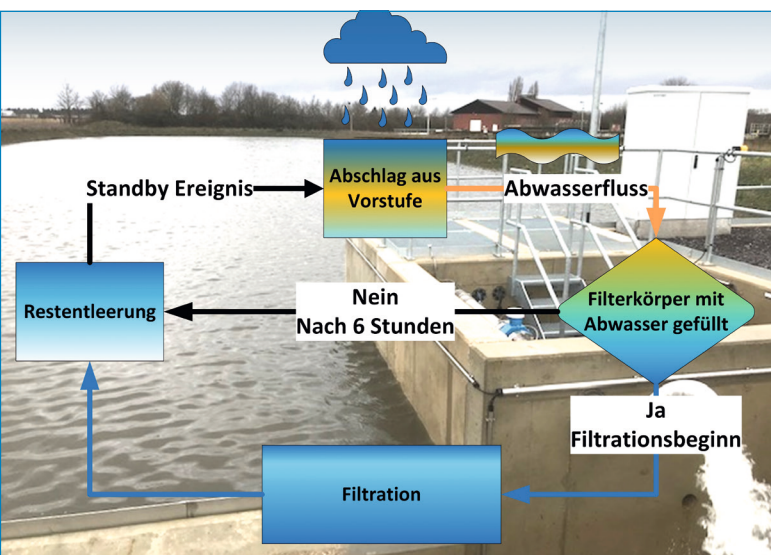 Abschlag aus
Vorstufe
Standby Ereignis
Abwasserfluss
Restentleerung
Nein
Nach 6 Stunden
Filterkörper mit
Abwasser gefüllt
Ja
Filtrationsbeginn
Filtration